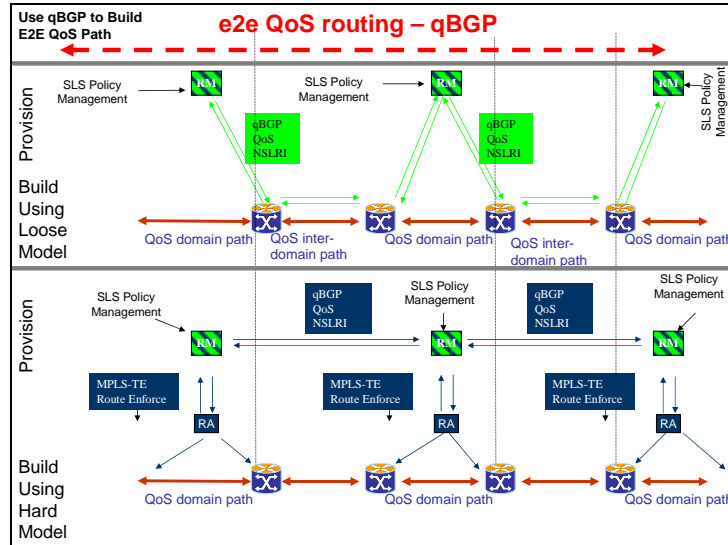 Use qBGP to Build
E2E QoS Path
e2e QoS routing – qBGP
Provision
SLS Policy
Management
RM
SLS Policy
Management
RM
RM
SLS Policy
Management
qBGP
QoS
NSLRI
qBGP
QoS
NSLRI
Build
Using
Loose
Model
QoS domain path
QoS inter-
domain path
QoS domain path
QoS inter-
domain path
QoS domain path
Provision
SLS Policy
Management
qBGP
QoS
NSLRI
SLS Policy
Management
qBGP
QoS
NSLRI
SLS Policy
Management
RM
RM
RM
MPLS-TE
Route Enforce
MPLS-TE
Route Enforce
MPLS-TE
Route Enforce
RA
RA
RA
Build
Using
Hard
Model
QoS domain path
QoS domain path
QoS domain path